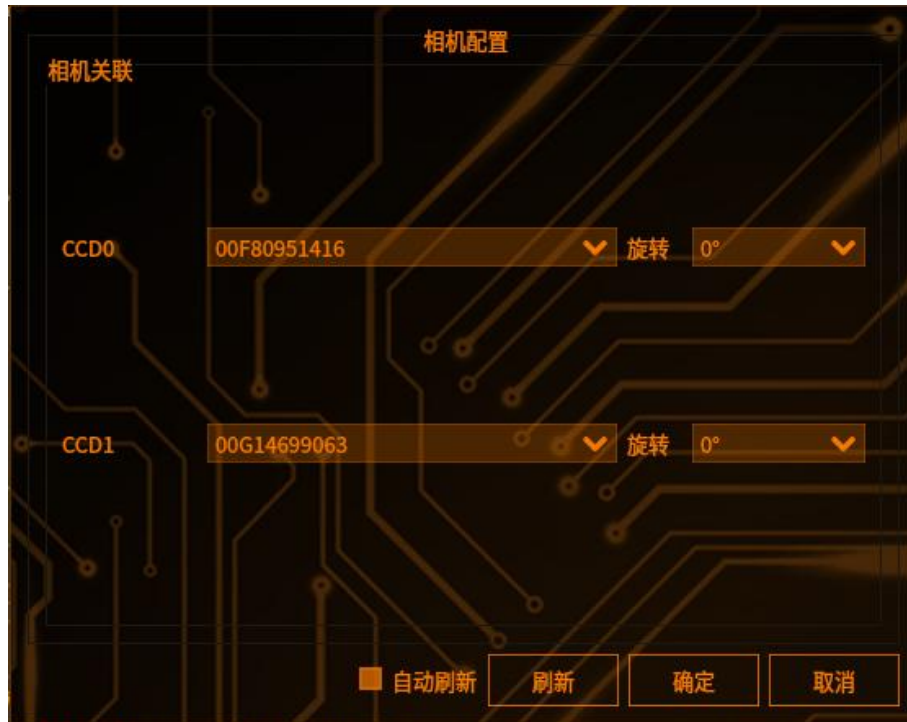 相机配置
相机关联
CCD0 00F80951416 旋转 0°
CCD1 00G14699063 旋转 0°
自动刷新 刷新 确定 取消